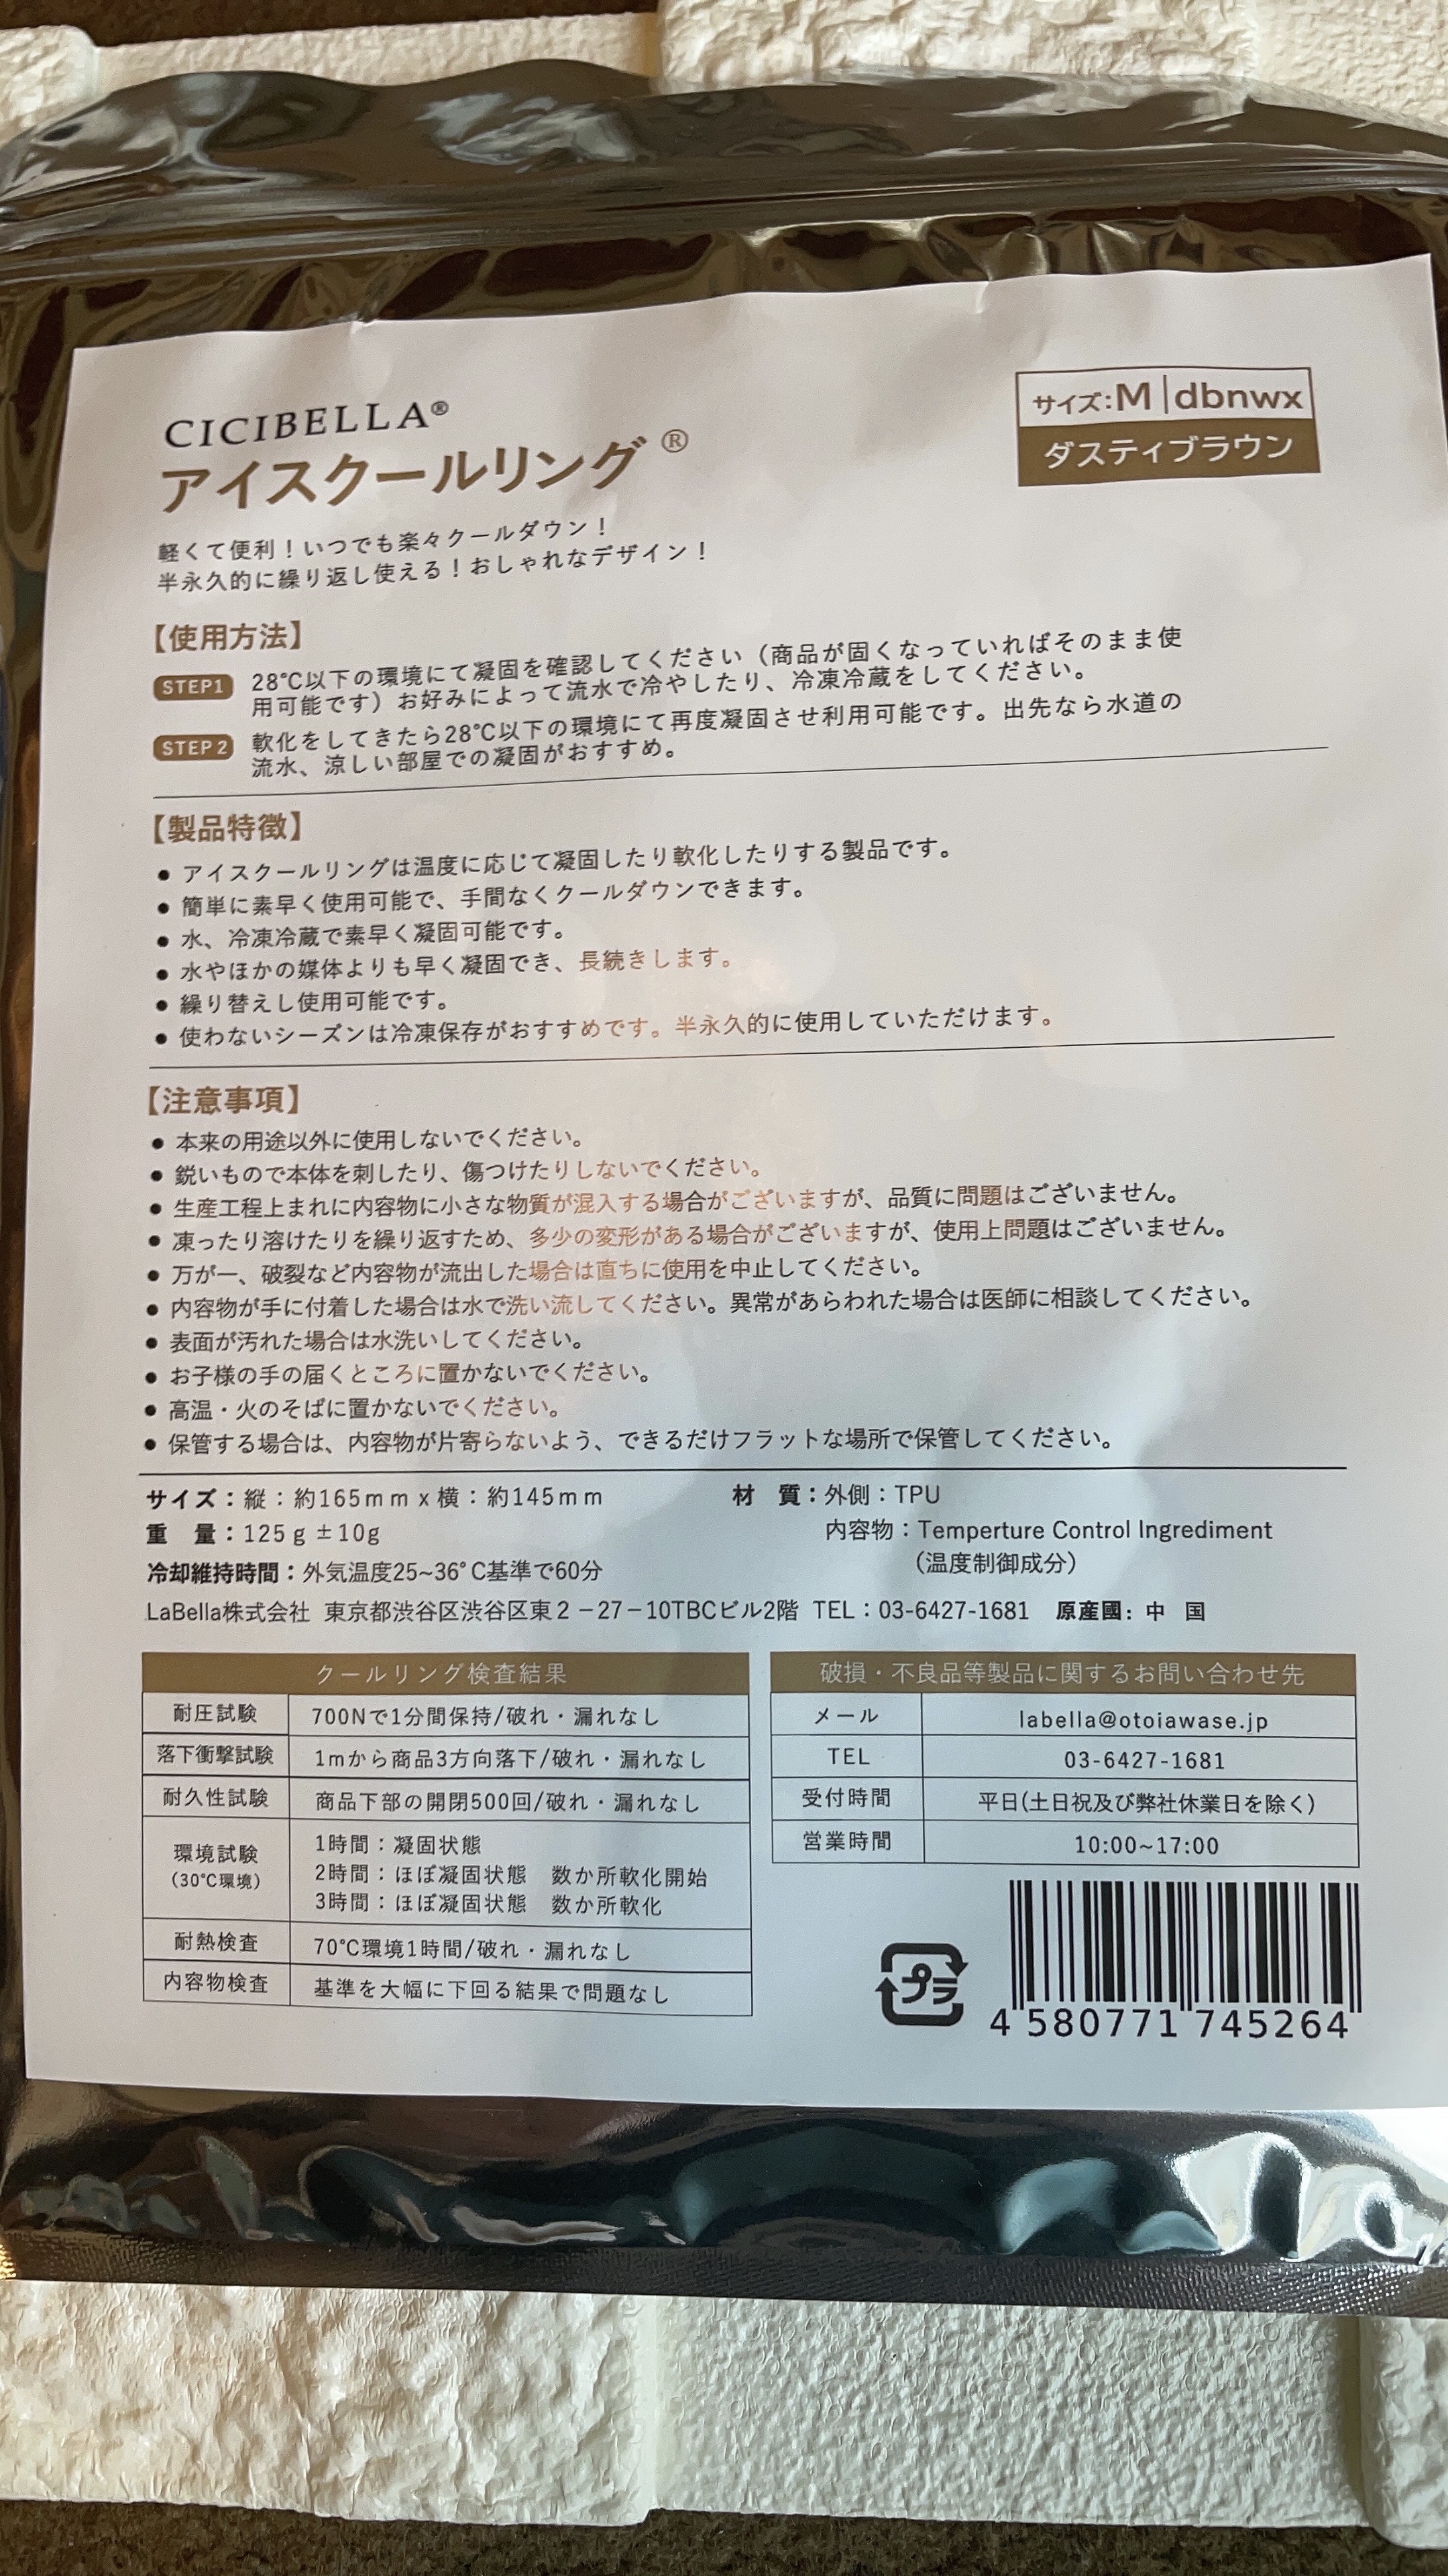 CICIBELLA®
アイスクールリング®
サイズ:M|dbnwx
ダスティブラウン
軽くて便利！いつでも楽々クールダウン！
半永久的に繰り返し使える！おしゃれなデザイン！
【使用方法】
STEP1 28℃以下の環境にて凝固を確認してください（商品が固くなっていればそのまま使
用可能です）お好みによって流水で冷やしたり、冷凍冷蔵をしてください。
STEP 2 軟化をしてきたら28℃以下の環境にて再度凝固させ利用可能です。出先なら水道の
流水、涼しい部屋での凝固がおすすめ。
【製品特徴】
● アイスクールリングは温度に応じて凝固したり軟化したりする製品です。
● 簡単に素早く使用可能で、手間なくクールダウンできます。
● 水、冷凍冷蔵で素早く凝固可能です。
● 水やほかの媒体よりも早く凝固でき、長続きします。
● 繰り替えし使用可能です。
● 使わないシーズンは冷凍保存がおすすめです。半永久的に使用していただけます。
【注意事項】
● 本来の用途以外に使用しないでください。
● 鋭いもので本体を刺したり、傷つけたりしないでください。
● 生産工程上まれに内容物に小さな物質が混入する場合がございますが、品質に問題はございません。
● 凍ったり溶けたりを繰り返すため、多少の変形がある場合がございますが、使用上問題はございません。
● 万が一、破裂など内容物が流出した場合は直ちに使用を中止してください。
● 内容物が手に付着した場合は水で洗い流してください。異常があらわれた場合は医師に相談してください。
● 表面が汚れた場合は水洗いしてください。
● お子様の手の届くところに置かないでください。
● 高温・火のそばに置かないでください。
● 保管する場合は、内容物が片寄らないよう、できるだけフラットな場所で保管してください。
サイズ：縦：約165mm x 横：約145mm
重 量：125g ±10g
冷却維持時間：外気温度25~36°C基準で60分
材 質：外側：TPU
内容物：Temperture Control Ingrediment
（温度制御成分）
LaBella株式会社 東京都渋谷区渋谷区東２－27－10TBCビル2階 TEL：03-6427-1681 原産國：中 国
クールリング検査結果
耐圧試験 700Nで1分間保持/破れ・漏れなし
落下衝撃試験 1mから商品3方向落下/破れ・漏れなし
耐久性試験 商品下部の開閉500回/破れ・漏れなし
環境試験
（30℃環境）
1時間：凝固状態
2時間：ほぼ凝固状態 数か所軟化開始
3時間：ほぼ凝固状態 数か所軟化
耐熱検査 70℃環境1時間/破れ・漏れなし
内容物検査 基準を大幅に下回る結果で問題なし
破損・不良品等製品に関するお問い合わせ先
メール labella@otoiawase.jp
TEL 03-6427-1681
受付時間 平日(土日祝及び弊社休業日を除く)
営業時間 10:00~17:00
プラ
4 580771 745264